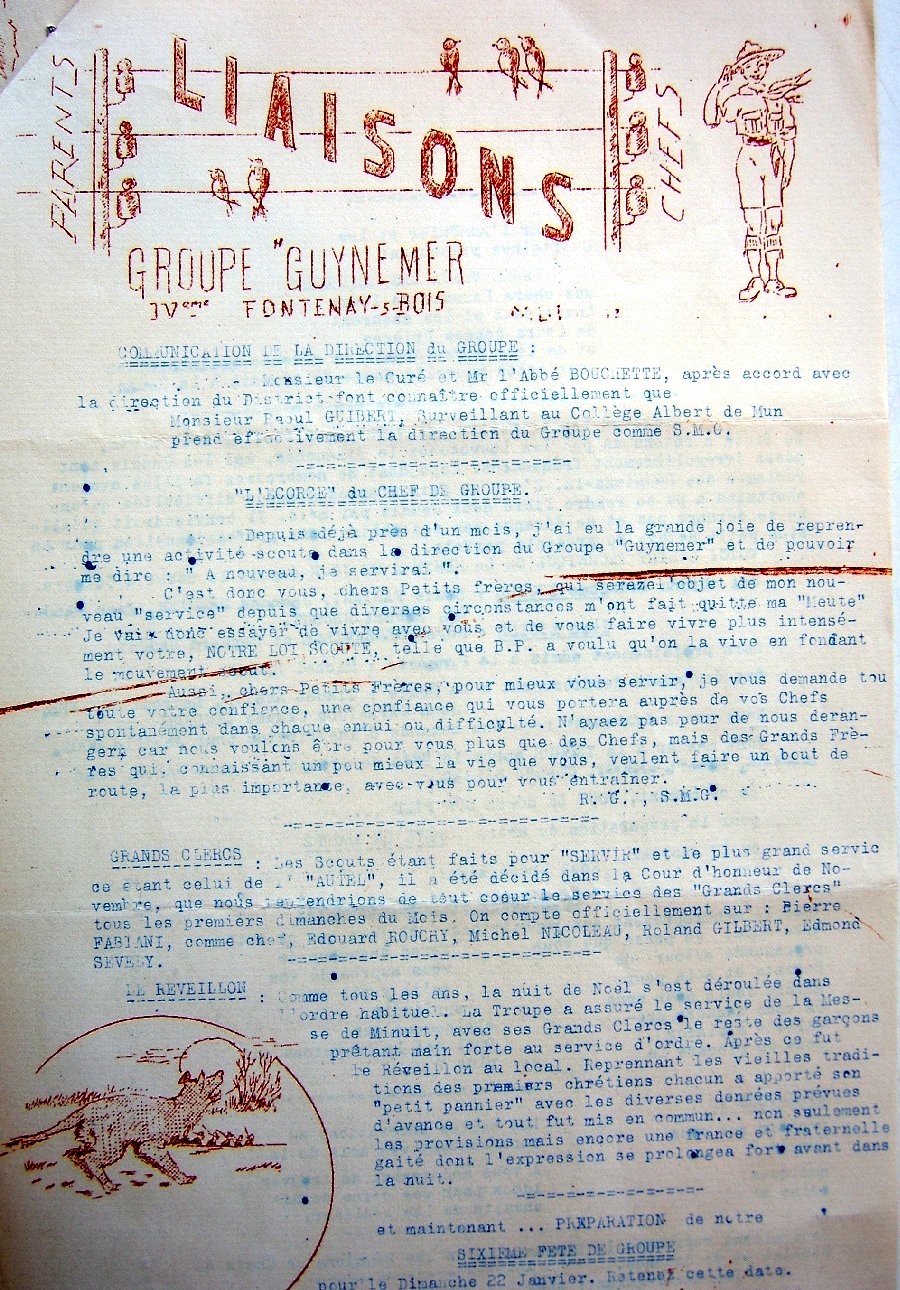 PARENTS
LIAISONS
CHEFS
GROUPE "GUYNEMER
IVeme FONTENAY-s-BOIS
COMMUNICATION DE LA DIRECTION du GROUPE :
- Monsieur le Curé et Mr l'Abbé BOUCHETTE, après accord avec
la direction du District font connaître officiellement que
Monsieur Raoul GUIBERT, Surveillant au Collège Albert de Mun
prend effectivement la direction du Groupe comme S.M.G.
-=-=-=-=-=-=-=-=-=-=-=-
"L'ECORCE" du CHEF DE GROUPE.
Depuis déjà près d'un mois, j'ai eu la grande joie de repren-
dre une activité scoute dans la direction du Groupe "Guynemer" et de pouvoir
me dire : " A nouveau, je servirai ".
C'est donc vous, chers Petits frères, qui serezel'objet de mon nou-
veau "service" depuis que diverses circonstances m'ont fait quitte ma "Meute"
Je vais donc essayer de vivre avec vous et de vous faire vivre plus intensé-
ment votre, NOTRE LOI SCOUTE, telle que B.P. a voulu qu'on la vive en fondant
le mouvement scout.
Aussi, chers Petits Frères, pour mieux vous servir, je vous demande tou
toute votre confiance, une confiance qui vous portera auprès de vos Chefs
spontanément dans chaque ennui ou difficulté. N'ayaez pas peur de nous deran-
germ car nous voulons être pour vous plus que des Chefs, mais des Grands Frè-
res qui, connaissant un peu mieux la vie que vous, veulent faire un bout de
route, la plus importante, avec vous pour vous entraîner.
R.G., S.M.G.
-=-=-=-=-=-=-=-=-=-=-=-=-
GRANDS CLERCS : Les Scouts étant faits pour "SERVIR" et le plus grand servic
ce étant celui de l' "AUTEL", il a été décidé dans la Cour d'honneur de No-
vembre, que nous reprendrions de tout coeur le service des "Grands Clercs"
tous les premiers dimanches du Mois. On compte officiellement sur : Pierre
FABIANI, comme chef, Edouard ROUCHY, Michel NICOLEAU, Roland GILBERT, Edmond
SEVELY.
-=-=-=-=-=-=-=-=-=-=-=-=-
LE REVEILLON : Comme tous les ans, la nuit de Noël s'est déroulée dans
l'ordre habituel. La Troupe a assuré le service de la Mes-
se de Minuit, avec ses Grands Clercs le reste des garçons
prêtant main forte au service d'ordre. Après ce fut
le Réveillon au local. Reprennant les vieilles tradi-
tions des premiers chrétiens chacun a apporté son
"petit pannier" avec les diverses denrées prévues
d'avance et tout fut mis en commun... non seulement
les provisions mais encore une france et fraternelle
gaité dont l'expression se prolongea fort avant dans
la nuit.
-=-=-=-=-=-=-=-
et maintenant ... PREPARATION de notre
SIXIEME FETE DE GROUPE
pour le Dimanche 22 Janvier. Retenez cette date.